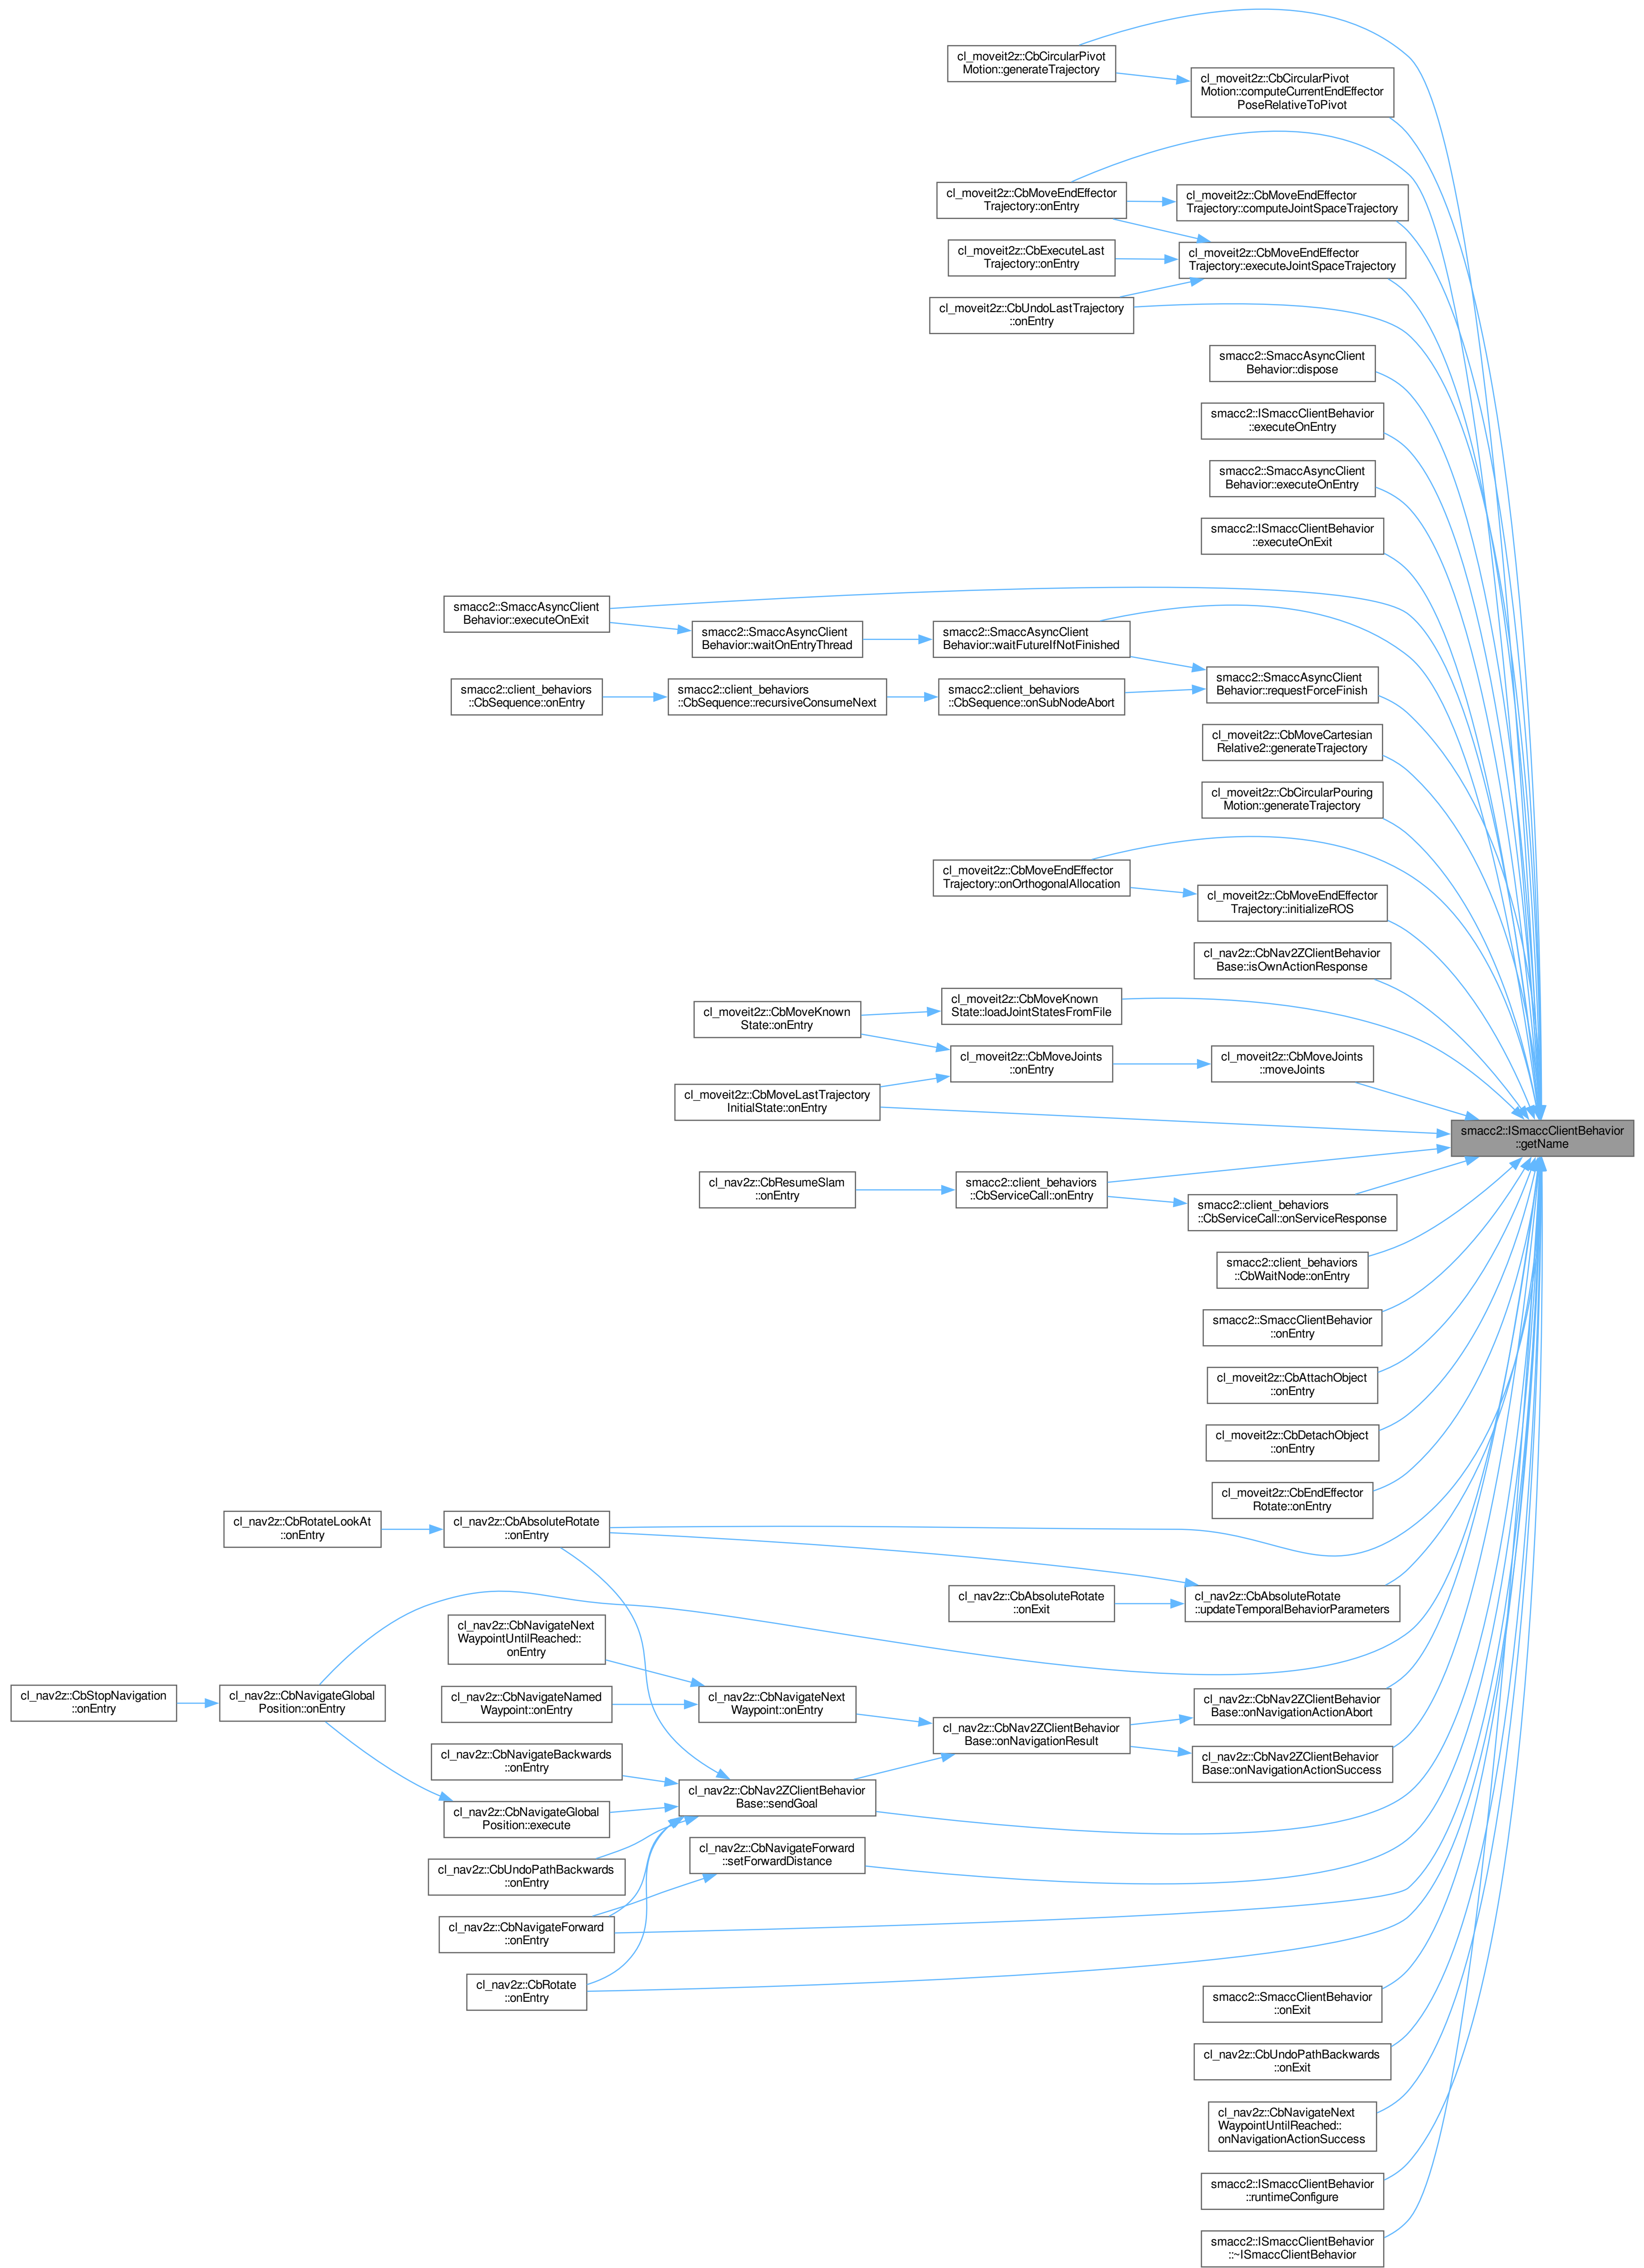 cl_moveit2z::CbCircularPivot
Motion::generateTrajectory
cl_moveit2z::CbCircularPivot
Motion::computeCurrentEndEffector
PoseRelativeToPivot
cl_moveit2z::CbMoveEndEffector
Trajectory::onEntry
cl_moveit2z::CbMoveEndEffector
Trajectory::computeJointSpaceTrajectory
cl_moveit2z::CbExecuteLast
Trajectory::onEntry
cl_moveit2z::CbMoveEndEffector
Trajectory::executeJointSpaceTrajectory
cl_moveit2z::CbUndoLastTrajectory
::onEntry
smacc2::SmaccAsyncClient
Behavior::dispose
smacc2::ISmaccClientBehavior
::executeOnEntry
smacc2::SmaccAsyncClient
Behavior::executeOnEntry
smacc2::ISmaccClientBehavior
::executeOnExit
smacc2::SmaccAsyncClient
Behavior::executeOnExit
smacc2::SmaccAsyncClient
Behavior::waitOnEntryThread
smacc2::SmaccAsyncClient
Behavior::waitFutureIfNotFinished
smacc2::SmaccAsyncClient
Behavior::requestForceFinish
smacc2::client_behaviors
::CbSequence::onEntry
smacc2::client_behaviors
::CbSequence::recursiveConsumeNext
smacc2::client_behaviors
::CbSequence::onSubNodeAbort
cl_moveit2z::CbMoveCartesian
Relative2::generateTrajectory
cl_moveit2z::CbCircularPouring
Motion::generateTrajectory
cl_moveit2z::CbMoveEndEffector
Trajectory::onOrthogonalAllocation
cl_moveit2z::CbMoveEndEffector
Trajectory::initializeROS
cl_nav2z::CbNav2ZClientBehavior
Base::isOwnActionResponse
cl_moveit2z::CbMoveKnown
State::onEntry
cl_moveit2z::CbMoveKnown
State::loadJointStatesFromFile
cl_moveit2z::CbMoveJoints
::onEntry
cl_moveit2z::CbMoveJoints
::moveJoints
cl_moveit2z::CbMoveLastTrajectory
InitialState::onEntry
smacc2::ISmaccClientBehavior
::getName
cl_nav2z::CbResumeSlam
::onEntry
smacc2::client_behaviors
::CbServiceCall::onEntry
smacc2::client_behaviors
::CbServiceCall::onServiceResponse
smacc2::client_behaviors
::CbWaitNode::onEntry
smacc2::SmaccClientBehavior
::onEntry
cl_moveit2z::CbAttachObject
::onEntry
cl_moveit2z::CbDetachObject
::onEntry
cl_moveit2z::CbEndEffector
Rotate::onEntry
cl_nav2z::CbRotateLookAt
::onEntry
cl_nav2z::CbAbsoluteRotate
::onEntry
cl_nav2z::CbAbsoluteRotate
::onExit
cl_nav2z::CbAbsoluteRotate
::updateTemporalBehaviorParameters
cl_nav2z::CbNavigateNext
WaypointUntilReached::
onEntry
cl_nav2z::CbStopNavigation
::onEntry
cl_nav2z::CbNavigateGlobal
Position::onEntry
cl_nav2z::CbNavigateNamed
Waypoint::onEntry
cl_nav2z::CbNavigateNext
Waypoint::onEntry
cl_nav2z::CbNav2ZClientBehavior
Base::onNavigationResult
cl_nav2z::CbNav2ZClientBehavior
Base::onNavigationActionAbort
cl_nav2z::CbNav2ZClientBehavior
Base::onNavigationActionSuccess
cl_nav2z::CbNavigateBackwards
::onEntry
cl_nav2z::CbNav2ZClientBehavior
Base::sendGoal
cl_nav2z::CbNavigateGlobal
Position::execute
cl_nav2z::CbNavigateForward
::setForwardDistance
cl_nav2z::CbUndoPathBackwards
::onEntry
cl_nav2z::CbNavigateForward
::onEntry
cl_nav2z::CbRotate
::onEntry
smacc2::SmaccClientBehavior
::onExit
cl_nav2z::CbUndoPathBackwards
::onExit
cl_nav2z::CbNavigateNext
WaypointUntilReached::
onNavigationActionSuccess
smacc2::ISmaccClientBehavior
::runtimeConfigure
smacc2::ISmaccClientBehavior
::~ISmaccClientBehavior